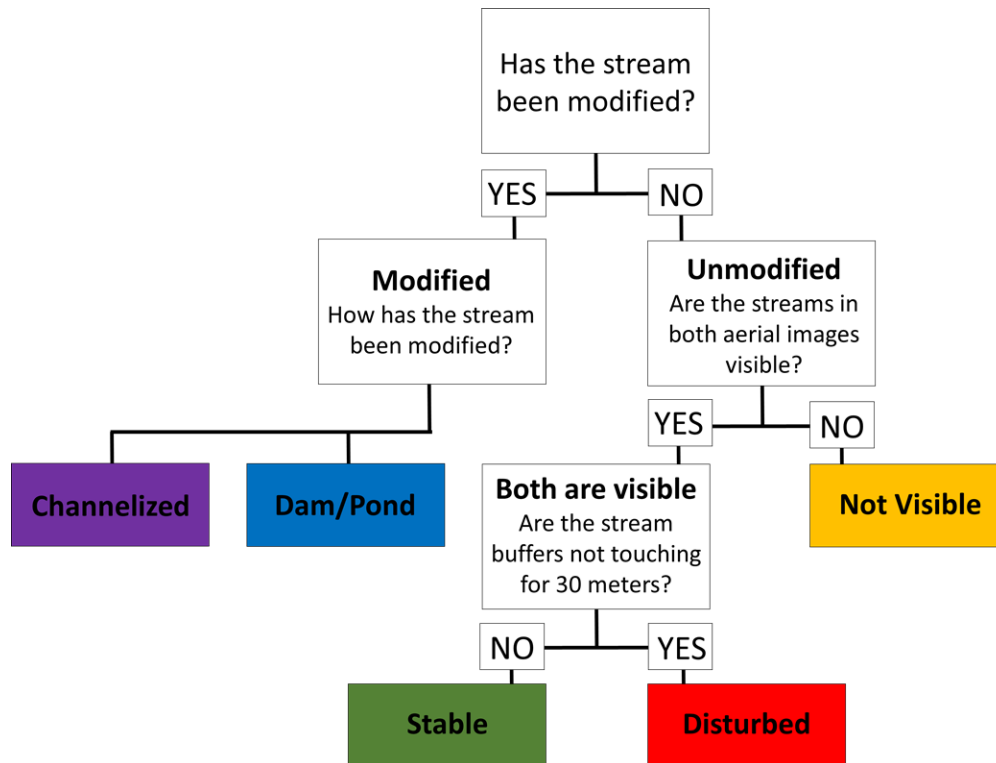 Has the stream
been modified?
YES
NO
Modified
How has the stream
been modified?
Unmodified
Are the streams in
both aerial images
visible?
YES
NO
Channelized
Dam/Pond
Both are visible
Are the stream
buffers not touching
for 30 meters?
Not Visible
NO
YES
Stable
Disturbed